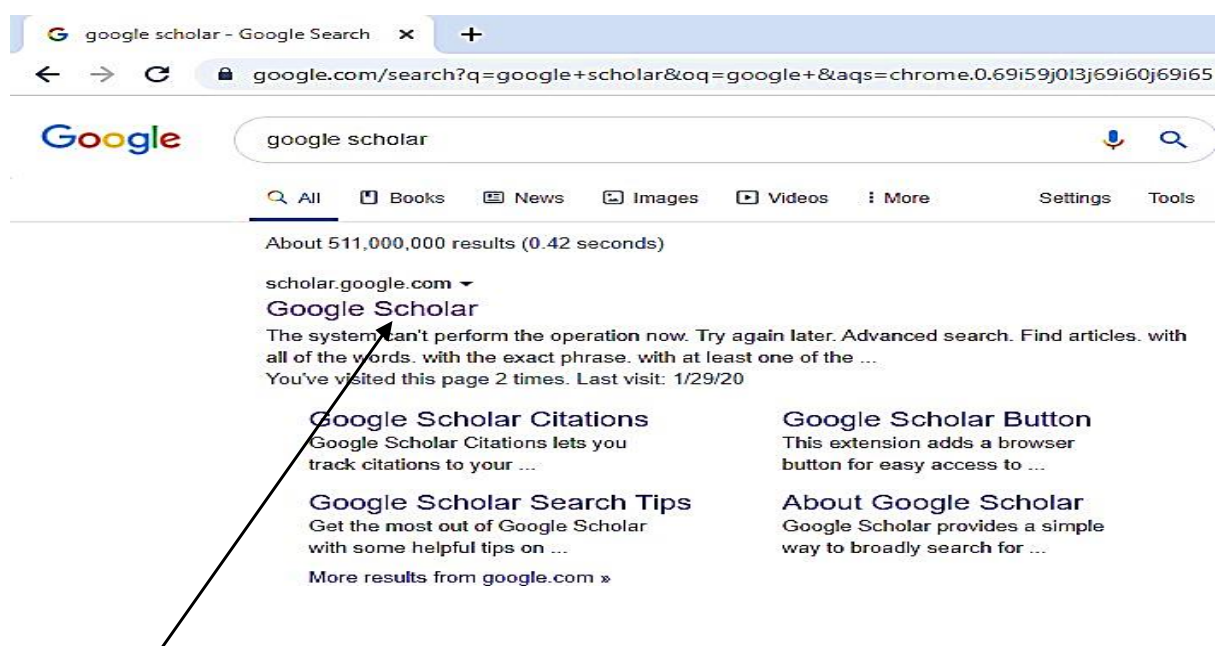 google scholar - Google Search
google.com/search?q=google+scholar&oq=google+&aqs=chrome.0.69i59j0l3j69i60j69i65
Google
google scholar
All Books News Images Videos More Settings Tools
About 511,000,000 results (0.42 seconds)
scholar.google.com
Google Scholar
The system can't perform the operation now. Try again later. Advanced search. Find articles. with
all of the words. with the exact phrase. with at least one of the ...
You've visited this page 2 times. Last visit: 1/29/20
Google Scholar Citations
Google Scholar Citations lets you
track citations to your ...
Google Scholar Button
This extension adds a browser
button for easy access to ...
Google Scholar Search Tips
Get the most out of Google Scholar
with some helpful tips on ...
About Google Scholar
Google Scholar provides a simple
way to broadly search for ...
More results from google.com »